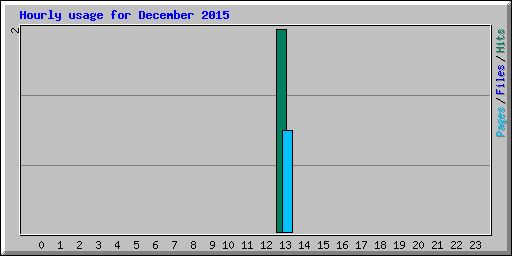 Hourly usage for December 2015
2
Pages/Files/Hits
0 1 2 3 4 5 6 7 8 9 10 11 12 13 14 15 16 17 18 19 20 21 22 23